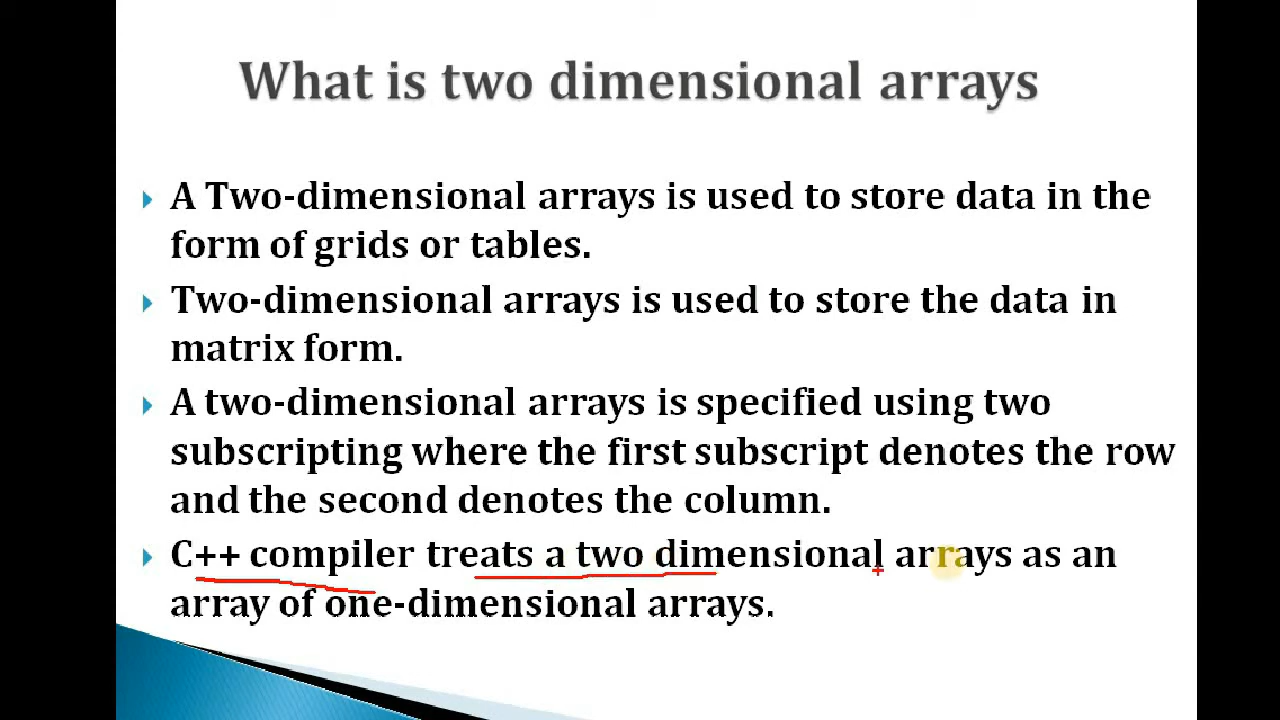 What is two dimensional arrays
A Two-dimensional arrays is used to store data in the
form of grids or tables.
Two-dimensional arrays is used to store the data in
matrix form.
A two-dimensional arrays is specified using two
subscripting where the first subscript denotes the row
and the second denotes the column.
C++ compiler treats a two dimensional arrays as an
array of one-dimensional arrays.